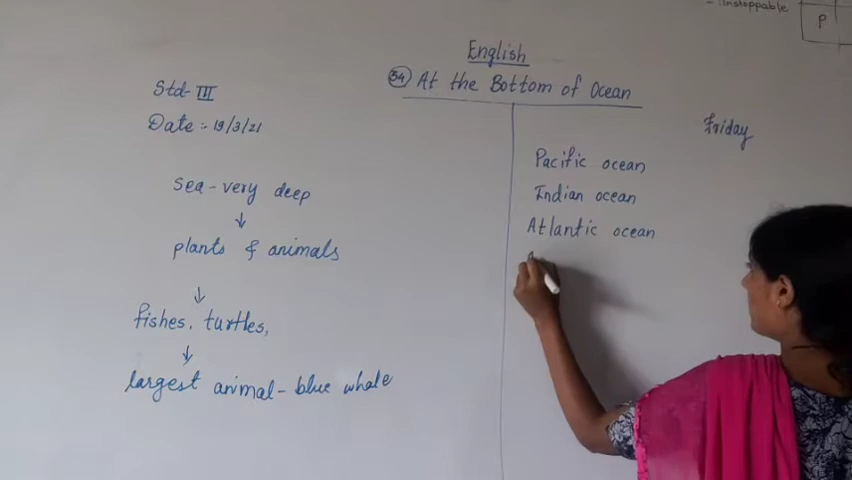 -: Unstoppable
P
English
34 At the Bottom of Ocean
Std- III
Date :- 19/3/21
Friday
sea - very deep
↓
plants & animals
↓
fishes, turtles,
↓
largest animal - blue whale
Pacific ocean
Indian ocean
Atlantic ocean